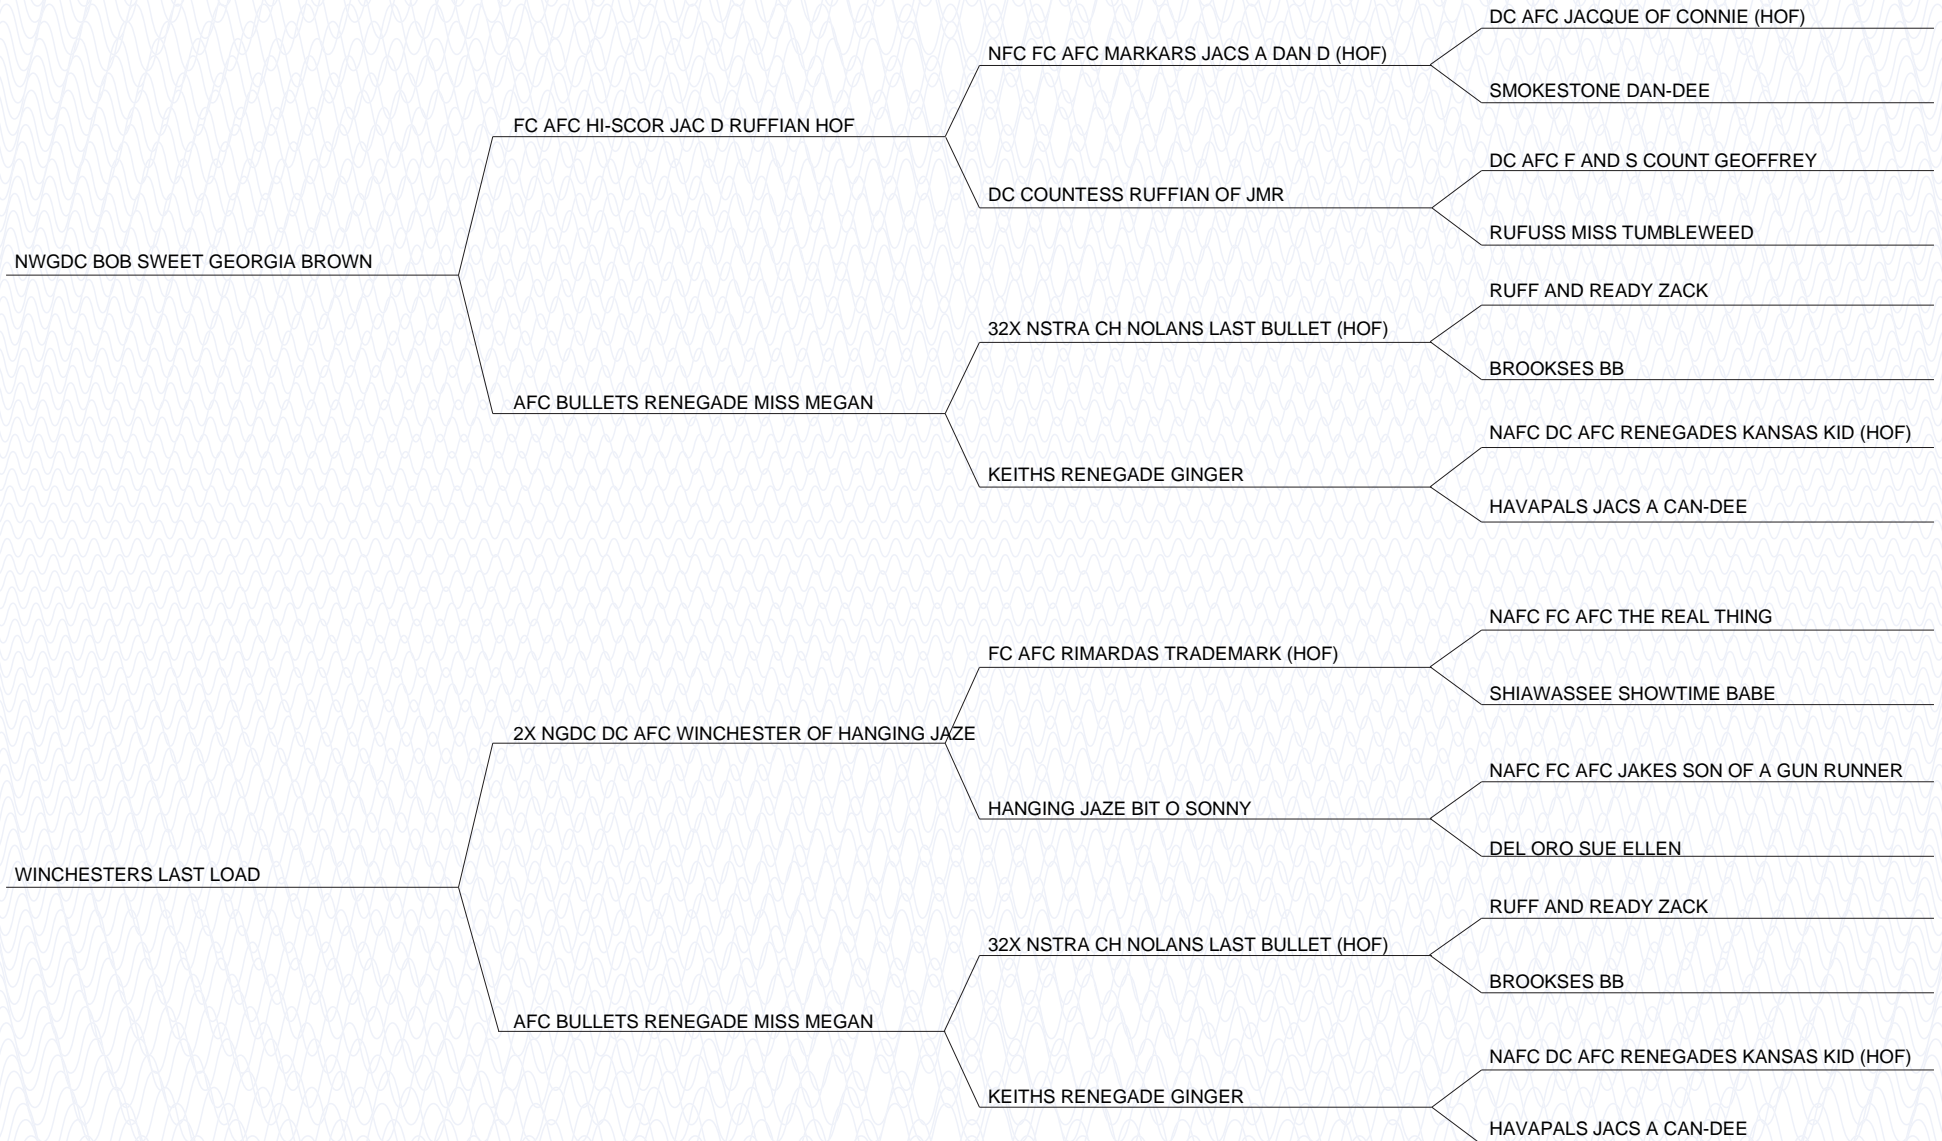 DC AFC JACQUE OF CONNIE (HOF)
NFC FC AFC MARKARS JACS A DAN D (HOF)
SMOKESTONE DAN-DEE
FC AFC HI-SCOR JAC D RUFFIAN HOF
DC AFC F AND S COUNT GEOFFREY
DC COUNTESS RUFFIAN OF JMR
RUFUSS MISS TUMBLEWEED
NWGDC BOB SWEET GEORGIA BROWN
RUFF AND READY ZACK
32X NSTRA CH NOLANS LAST BULLET (HOF)
BROOKSES BB
AFC BULLETS RENEGADE MISS MEGAN
NAFC DC AFC RENEGADES KANSAS KID (HOF)
KEITHS RENEGADE GINGER
HAVAPALS JACS A CAN-DEE
NAFC FC AFC THE REAL THING
FC AFC RIMARDAS TRADEMARK (HOF)
SHIAWASSEE SHOWTIME BABE
2X NGDC DC AFC WINCHESTER OF HANGING JAZE
NAFC FC AFC JAKES SON OF A GUN RUNNER
HANGING JAZE BIT O SONNY
DEL ORO SUE ELLEN
WINCHESTERS LAST LOAD
RUFF AND READY ZACK
32X NSTRA CH NOLANS LAST BULLET (HOF)
BROOKSES BB
AFC BULLETS RENEGADE MISS MEGAN
NAFC DC AFC RENEGADES KANSAS KID (HOF)
KEITHS RENEGADE GINGER
HAVAPALS JACS A CAN-DEE